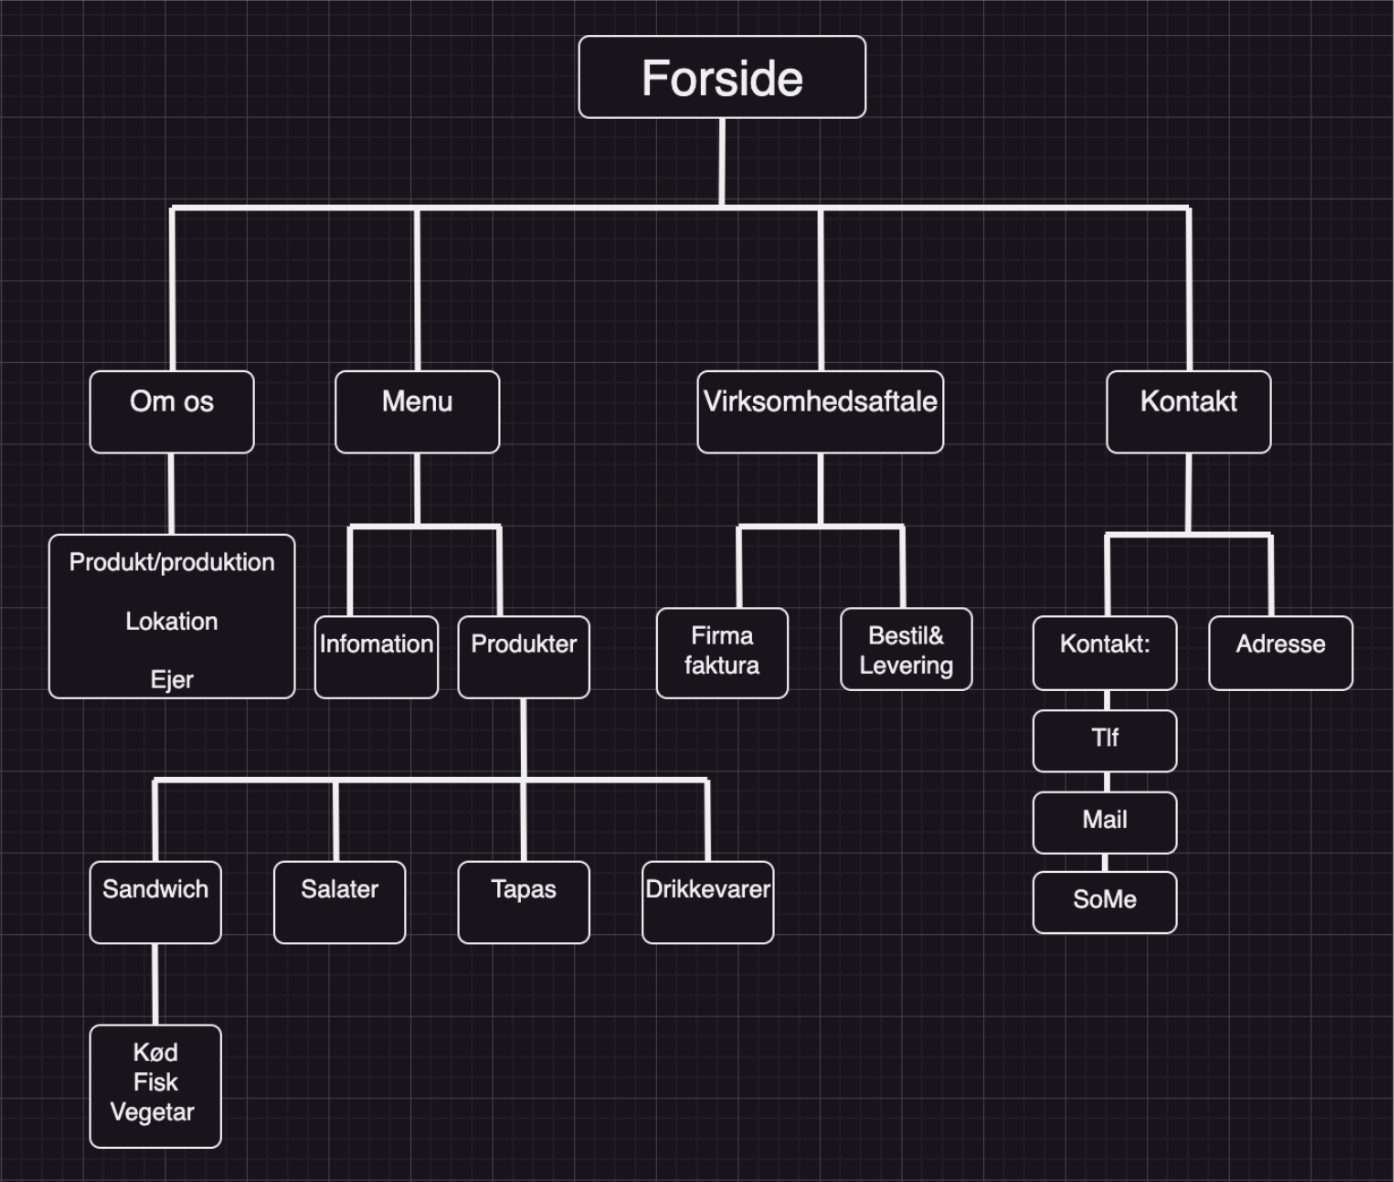 Forside
Om os
Menu
Virksomhedsaftale
Kontakt
Produkt/produktion
Lokation
Ejer
Infomation
Produkter
Firma
faktura
Bestil&
Levering
Kontakt:
Adresse
Tlf
Mail
SoMe
Sandwich
Salater
Tapas
Drikkevarer
Kød
Fisk
Vegetar